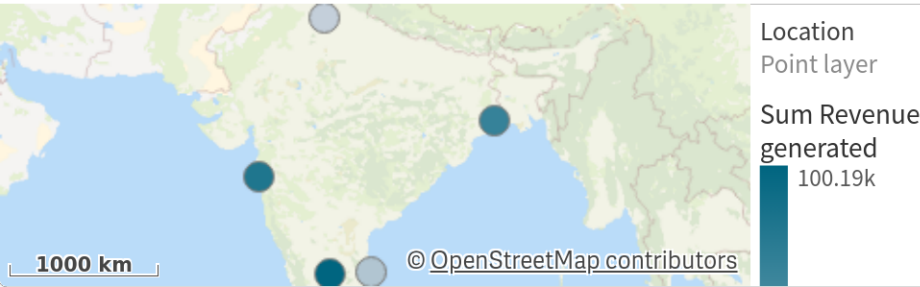 Location
Point layer
Sum Revenue
generated
100.19k
1000 km
© OpenStreetMap contributors